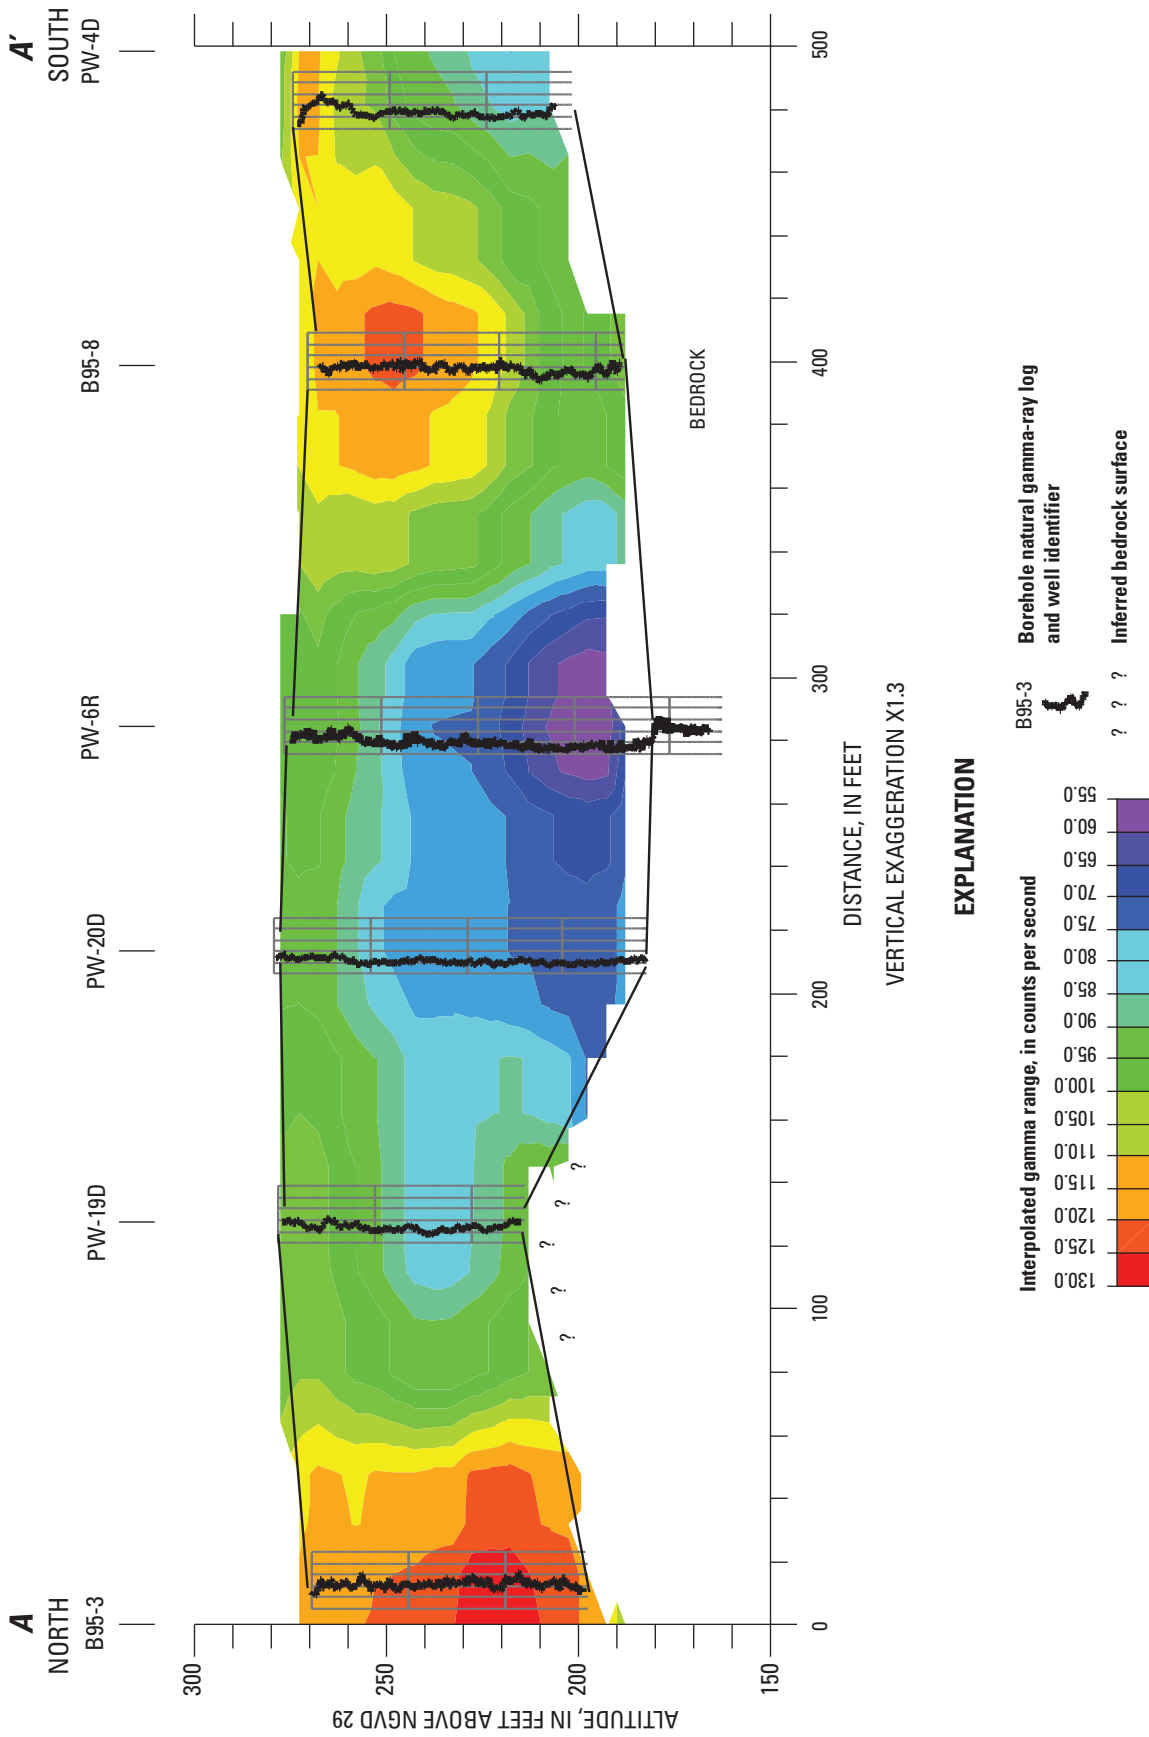 A
NORTH
B95-3
PW-19D
PW-20D
PW-6R
B95-8
A′
SOUTH
PW-4D
300
250
200
150
ALTITUDE, IN FEET ABOVE NGVD 29
BEDROCK
? ? ? ? ?
0
100
200
300
400
500
DISTANCE, IN FEET
VERTICAL EXAGGERATION X1.3
EXPLANATION
Interpolated gamma range, in counts per second
130.0
125.0
120.0
115.0
110.0
105.0
100.0
95.0
90.0
85.0
80.0
75.0
70.0
65.0
60.0
55.0
B95-3
Borehole natural gamma-ray log
and well identifier
? ? ?
Inferred bedrock surface